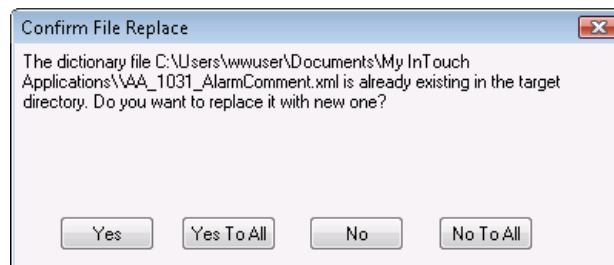 Confirm File Replace
The dictionary file C:\Users\wwuser\Documents\My InTouch
Applications\\AA_1031_AlarmComment.xml is already existing in the target
directory. Do you want to replace it with new one?
Yes
Yes To All
No
No To All